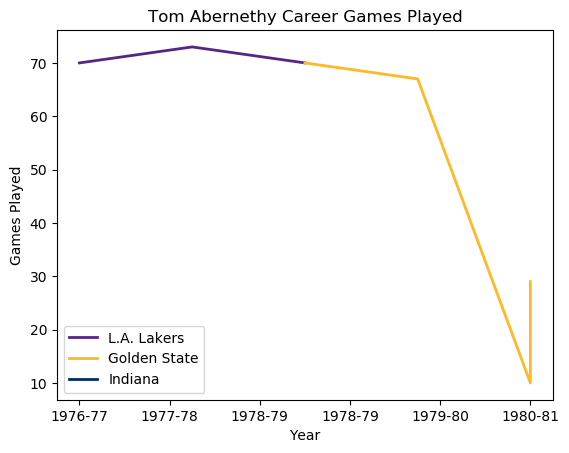 Tom Abernethy Career Games Played
Games Played
70
60
50
40
30
20
10
L.A. Lakers
Golden State
Indiana
1976-77 1977-78 1978-79 1978-79 1979-80 1980-81
Year